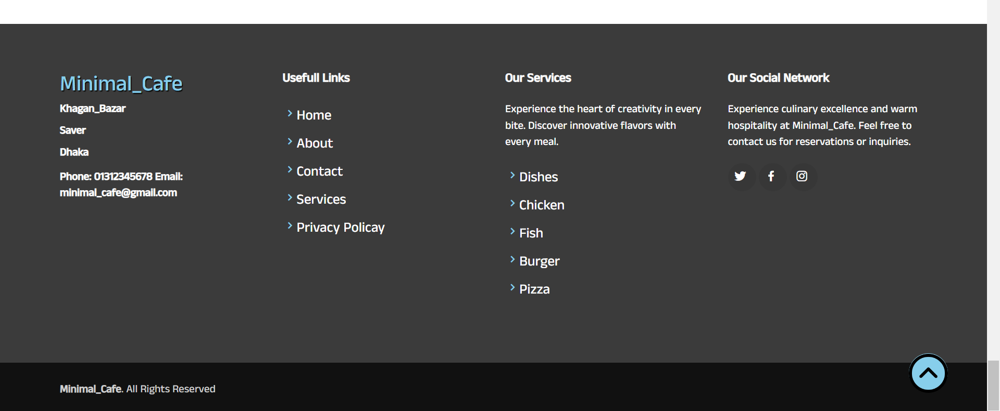 Minimal_Cafe
Khagan_Bazar
Saver
Dhaka
Phone: 01312345678 Email:
minimal_cafe@gmail.com
Usefull Links
Home
About
Contact
Services
Privacy Policay
Our Services
Experience the heart of creativity in every
bite. Discover innovative flavors with
every meal.
Dishes
Chicken
Fish
Burger
Pizza
Our Social Network
Experience culinary excellence and warm
hospitality at Minimal_Cafe. Feel free to
contact us for reservations or inquiries.
Minimal_Cafe. All Rights Reserved